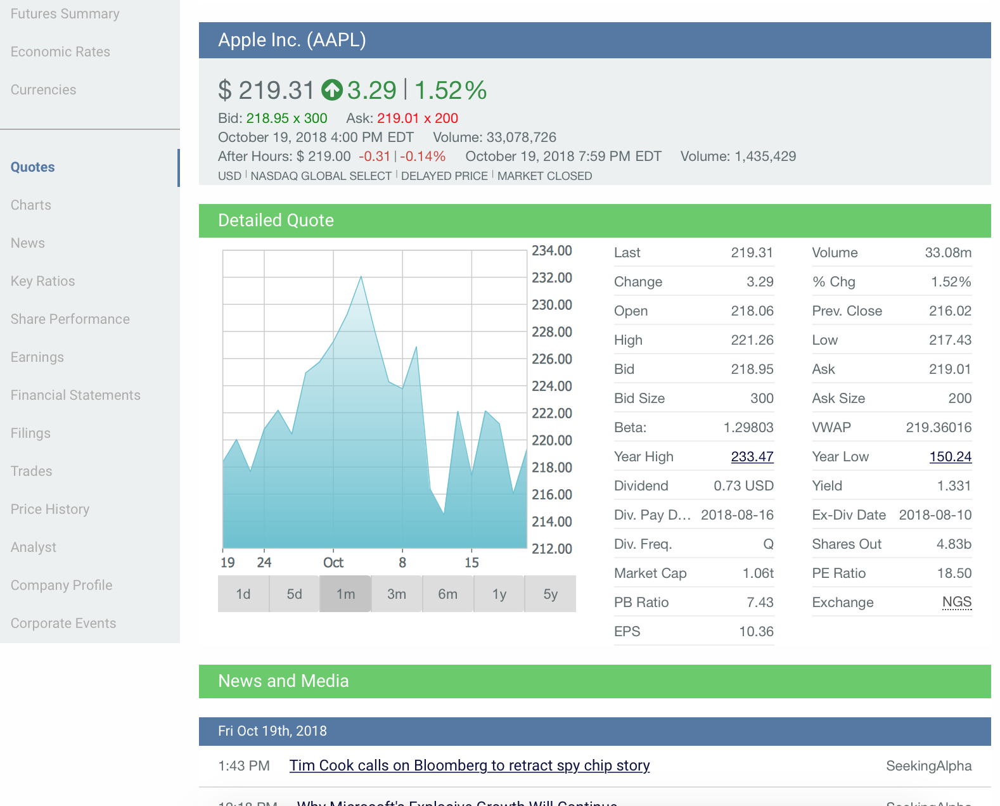 Futures Summary
Economic Rates
Currencies
Quotes
Charts
News
Key Ratios
Share Performance
Earnings
Financial Statements
Filings
Trades
Price History
Analyst
Company Profile
Corporate Events
Apple Inc. (AAPL)
$ 219.31 3.29 | 1.52%
Bid: 218.95 x 300 Ask: 219.01 x 200
October 19, 2018 4:00 PM EDT Volume: 33,078,726
After Hours: $ 219.00 -0.31 | -0.14% October 19, 2018 7:59 PM EDT Volume: 1,435,429
USD | NASDAQ GLOBAL SELECT | DELAYED PRICE | MARKET CLOSED
Detailed Quote
234.00
232.00
230.00
228.00
226.00
224.00
222.00
220.00
218.00
216.00
214.00
212.00
19 24 Oct 8 15
1d 5d 1m 3m 6m 1y 5y
Last 219.31 Volume 33.08m
Change 3.29 % Chg 1.52%
Open 218.06 Prev. Close 216.02
High 221.26 Low 217.43
Bid 218.95 Ask 219.01
Bid Size 300 Ask Size 200
Beta: 1.29803 VWAP 219.36016
Year High 233.47 Year Low 150.24
Dividend 0.73 USD Yield 1.331
Div. Pay D... 2018-08-16 Ex-Div Date 2018-08-10
Div. Freq. Q Shares Out 4.83b
Market Cap 1.06t PE Ratio 18.50
PB Ratio 7.43 Exchange NGS
EPS 10.36
News and Media
Fri Oct 19th, 2018
1:43 PM Tim Cook calls on Bloomberg to retract spy chip story SeekingAlpha
12:18 PM Why Microsoft's Explosive Growth Will Continue SeekingAlpha